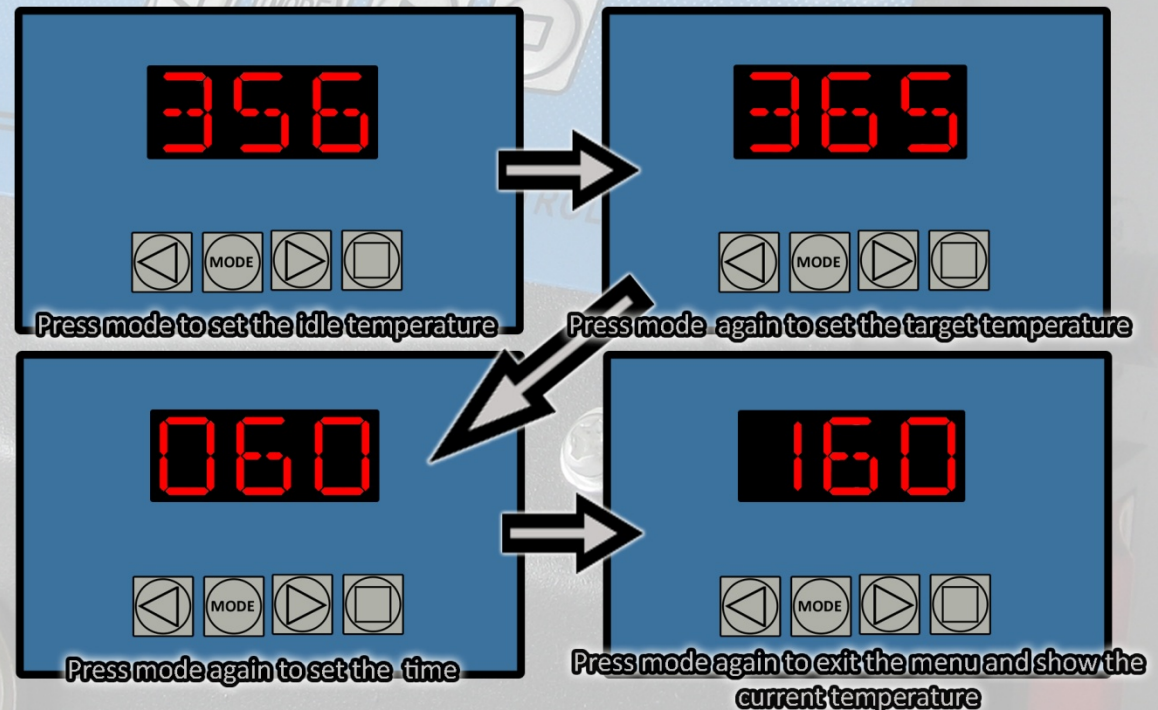 356
MODE
Press mode to set the idle temperature
365
MODE
Press mode  again to set the target temperature
060
MODE
Press mode again to set the  time
160
MODE
Press mode again to exit the menu and show the
current temperature